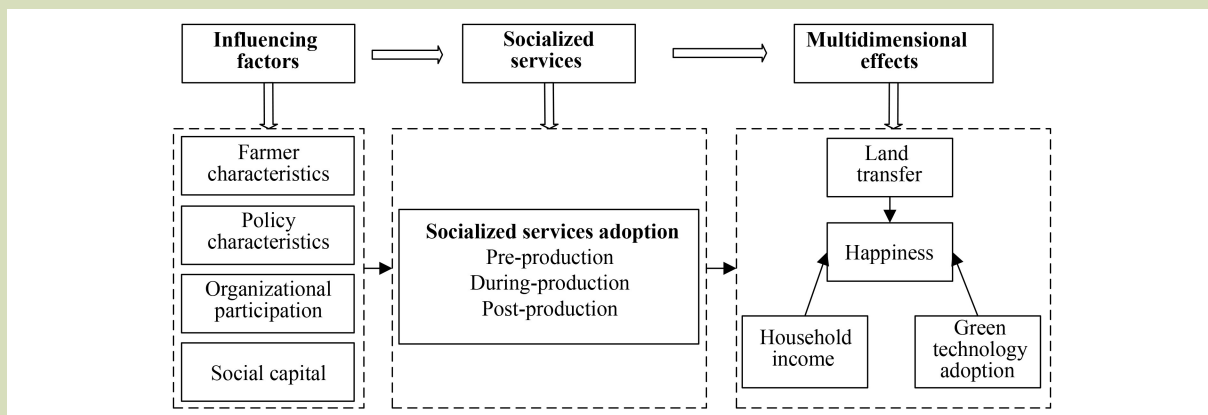 Influencing
factors
Socialized
services
Multidimensional
effects
Farmer
characteristics
Policy
characteristics
Organizational
participation
Social capital
Socialized services adoption
Pre-production
During-production
Post-production
Land
transfer
Happiness
Household
income
Green
technology
adoption